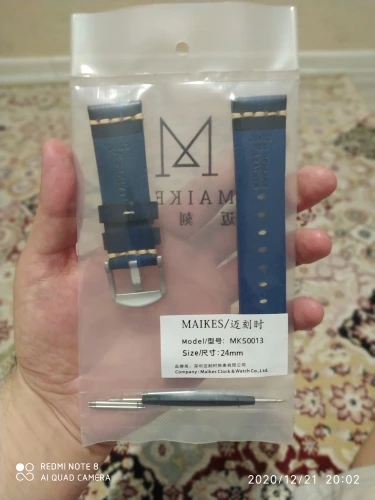 MAIKES
迈刻
MAIKES/迈刻时
Model/型号: MKS0013
Size/尺寸:24mm
Company: Maikes Clock & Watch Co.,Ltd.
REDMI NOTE 8
AI QUAD CAMERA
2020/12/21 20:02